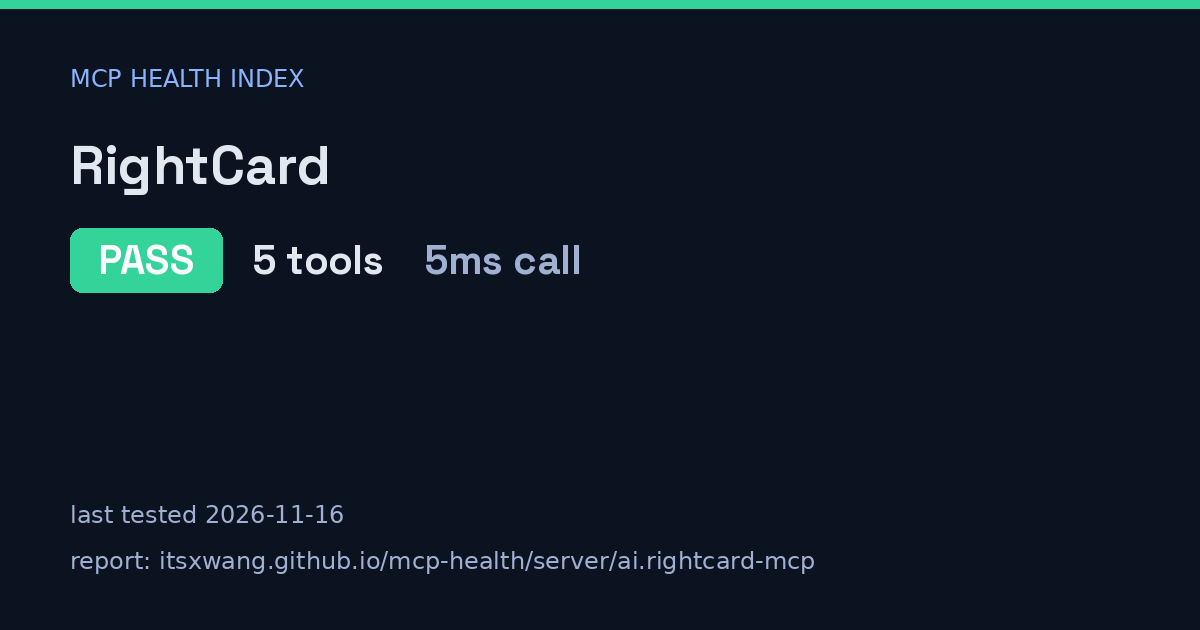 MCP HEALTH INDEX
RightCard
PASS 5 tools 5ms call
last tested 2026-11-16
report: itsxwang.github.io/mcp-health/server/ai.rightcard-mcp